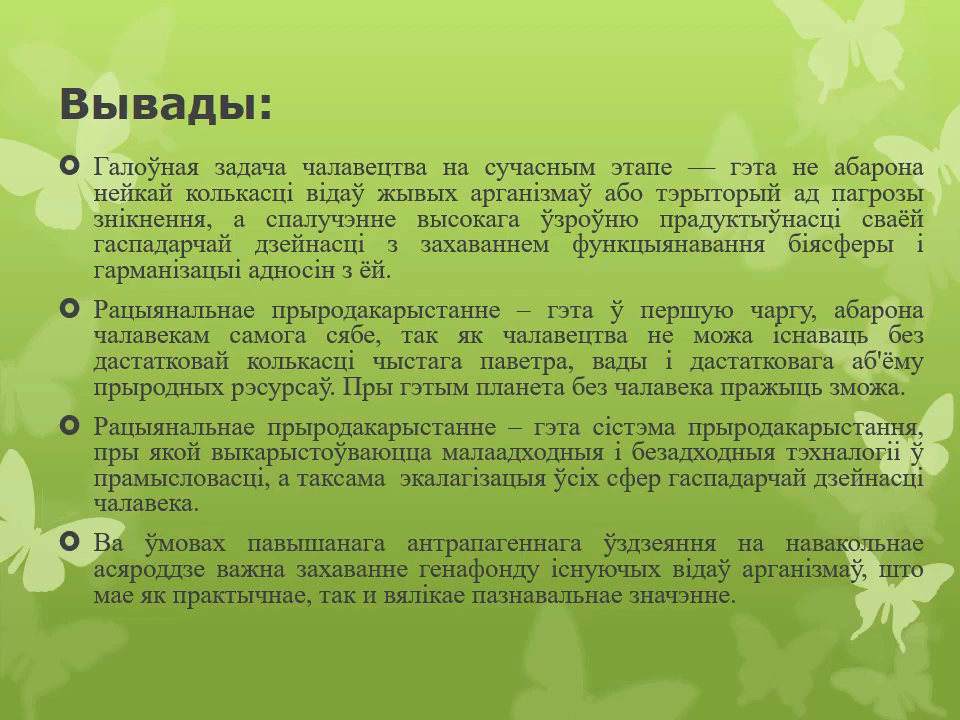 Вывады:
Галоўная задача чалавецтва на сучасным этапе — гэта не абарона
нейкай колькасці відаў жывых арганізмаў або тэрыторый ад пагрозы
знікнення, а спалучэнне высокага ўзроўню прадуктыўнасці сваёй
гаспадарчай дзейнасці з захаваннем функцыянавання біясферы і
гарманізацыі адносін з ёй.
Рацыянальнае прыродакарыстанне – гэта ў першую чаргу, абарона
чалавекам самога сябе, так як чалавецтва не можа існаваць без
дастатковай колькасці чыстага паветра, вады і дастатковага аб'ёму
прыродных рэсурсаў. Пры гэтым планета без чалавека пражыць зможа.
Рацыянальнае прыродакарыстанне – гэта сістэма прыродакарыстання,
пры якой выкарыстоўваюцца малаадходныя і безадходныя тэхналогіі ў
прамысловасці, а таксама экалагізацыя ўсіх сфер гаспадарчай дзейнасці
чалавека.
Ва ўмовах павышанага антрапагеннага ўздзеяння на навакольнае
асяроддзе важна захаванне генафонду існуючых відаў арганізмаў, што
мае як практычнае, так и вялікае пазнавальнае значэнне.